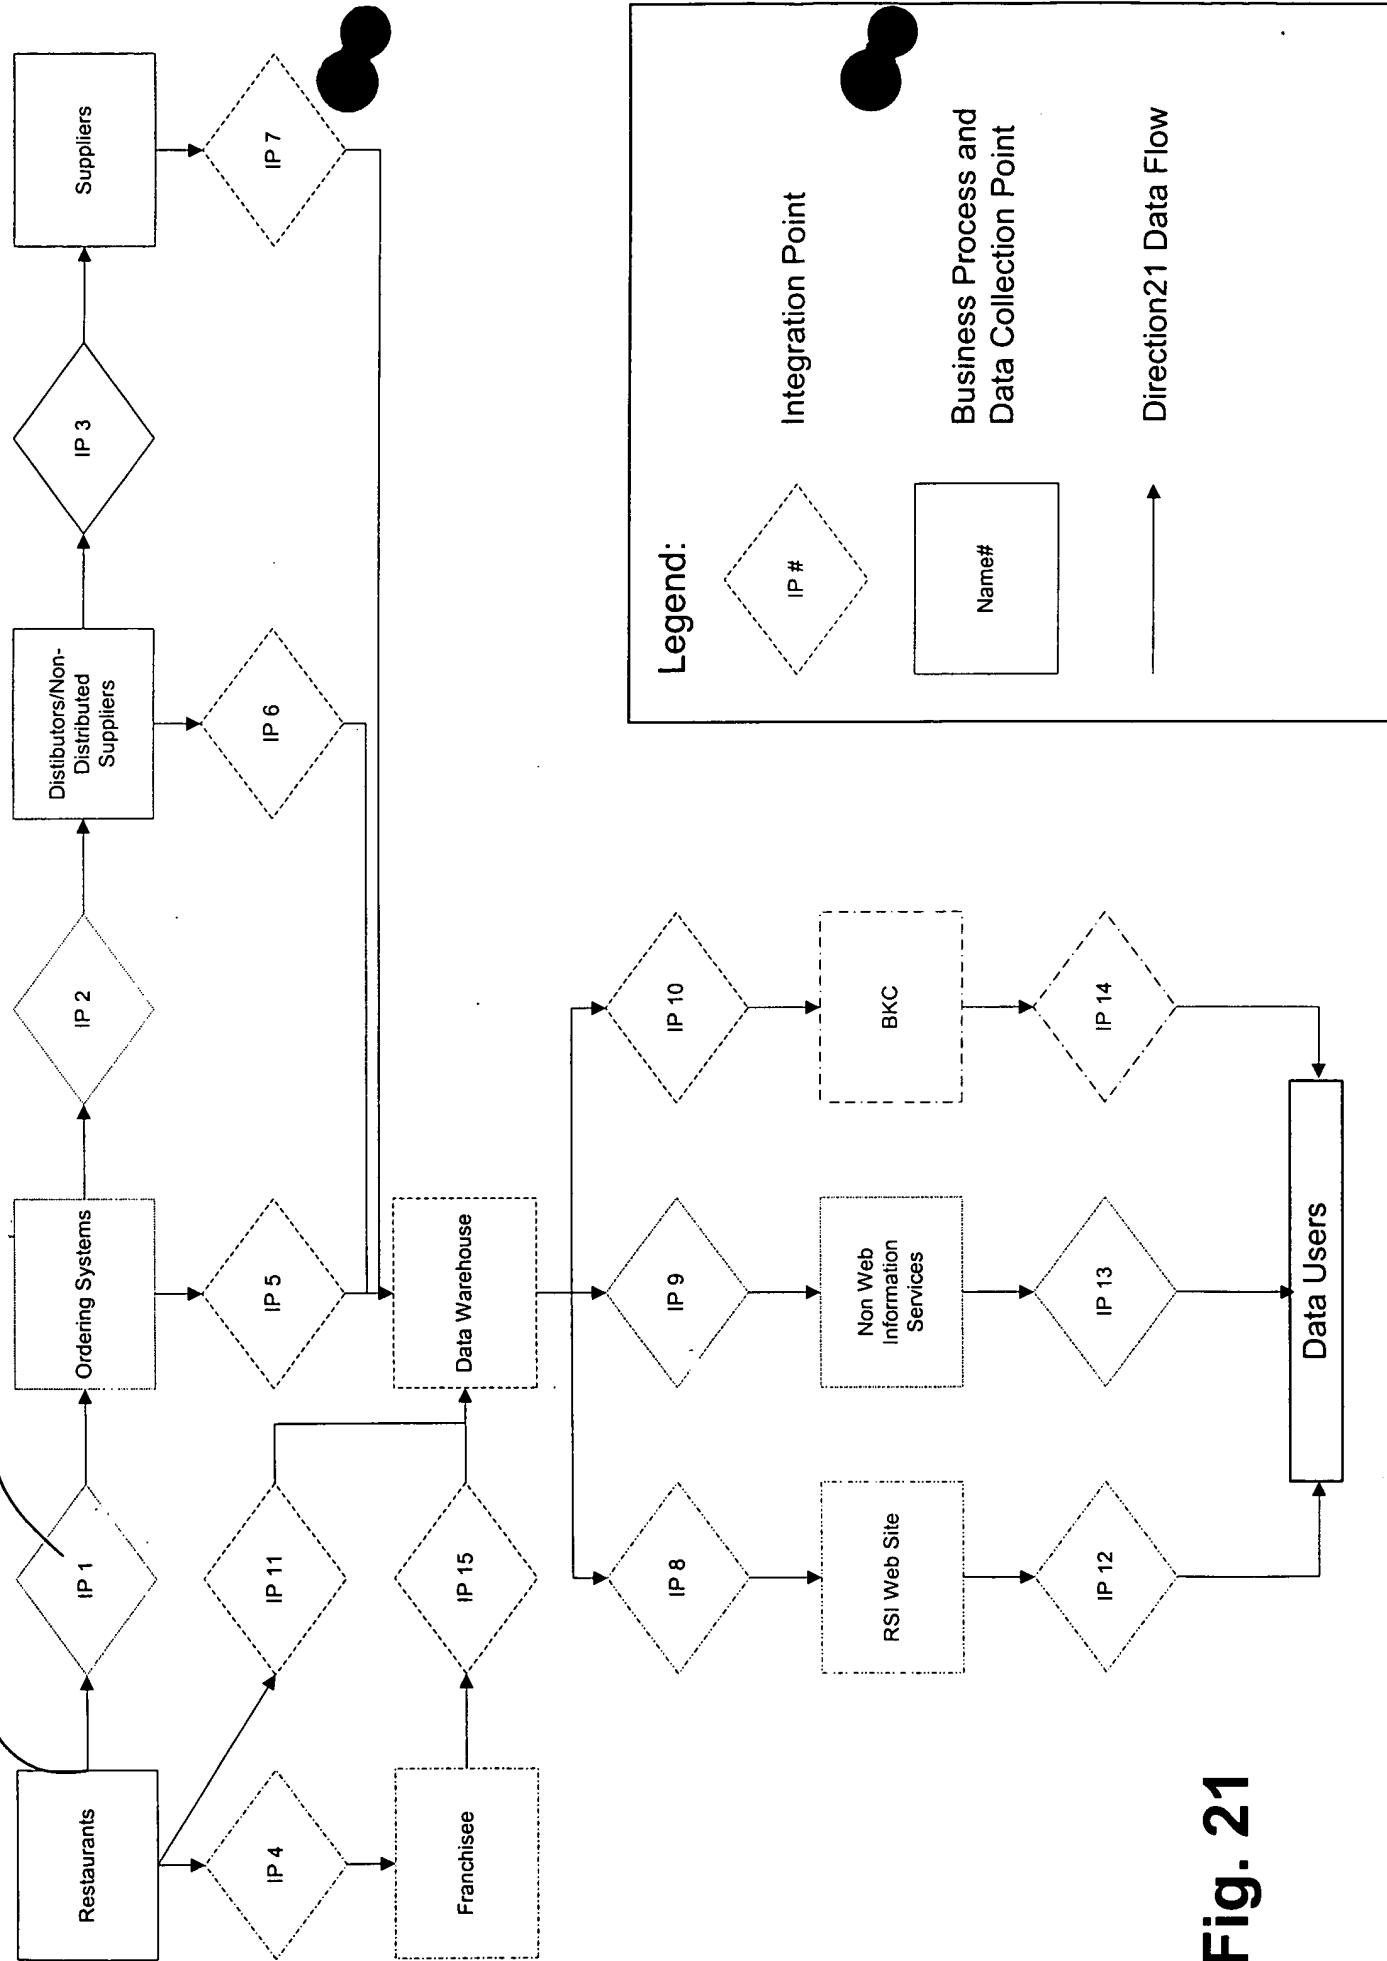 Restaurants
IP 1
Ordering Systems
IP 2
Distibutors/Non-
Distributed
Suppliers
IP 3
Suppliers
IP 4
IP 11
IP 5
IP 6
IP 7
Franchisee
IP 15
Data Warehouse
IP 8
IP 9
IP 10
RSI Web Site
Non Web
Information
Services
BKC
IP 12
IP 13
IP 14
Data Users
Legend:
IP #
Integration Point
Name#
Business Process and
Data Collection Point
Direction21 Data Flow
Fig. 21